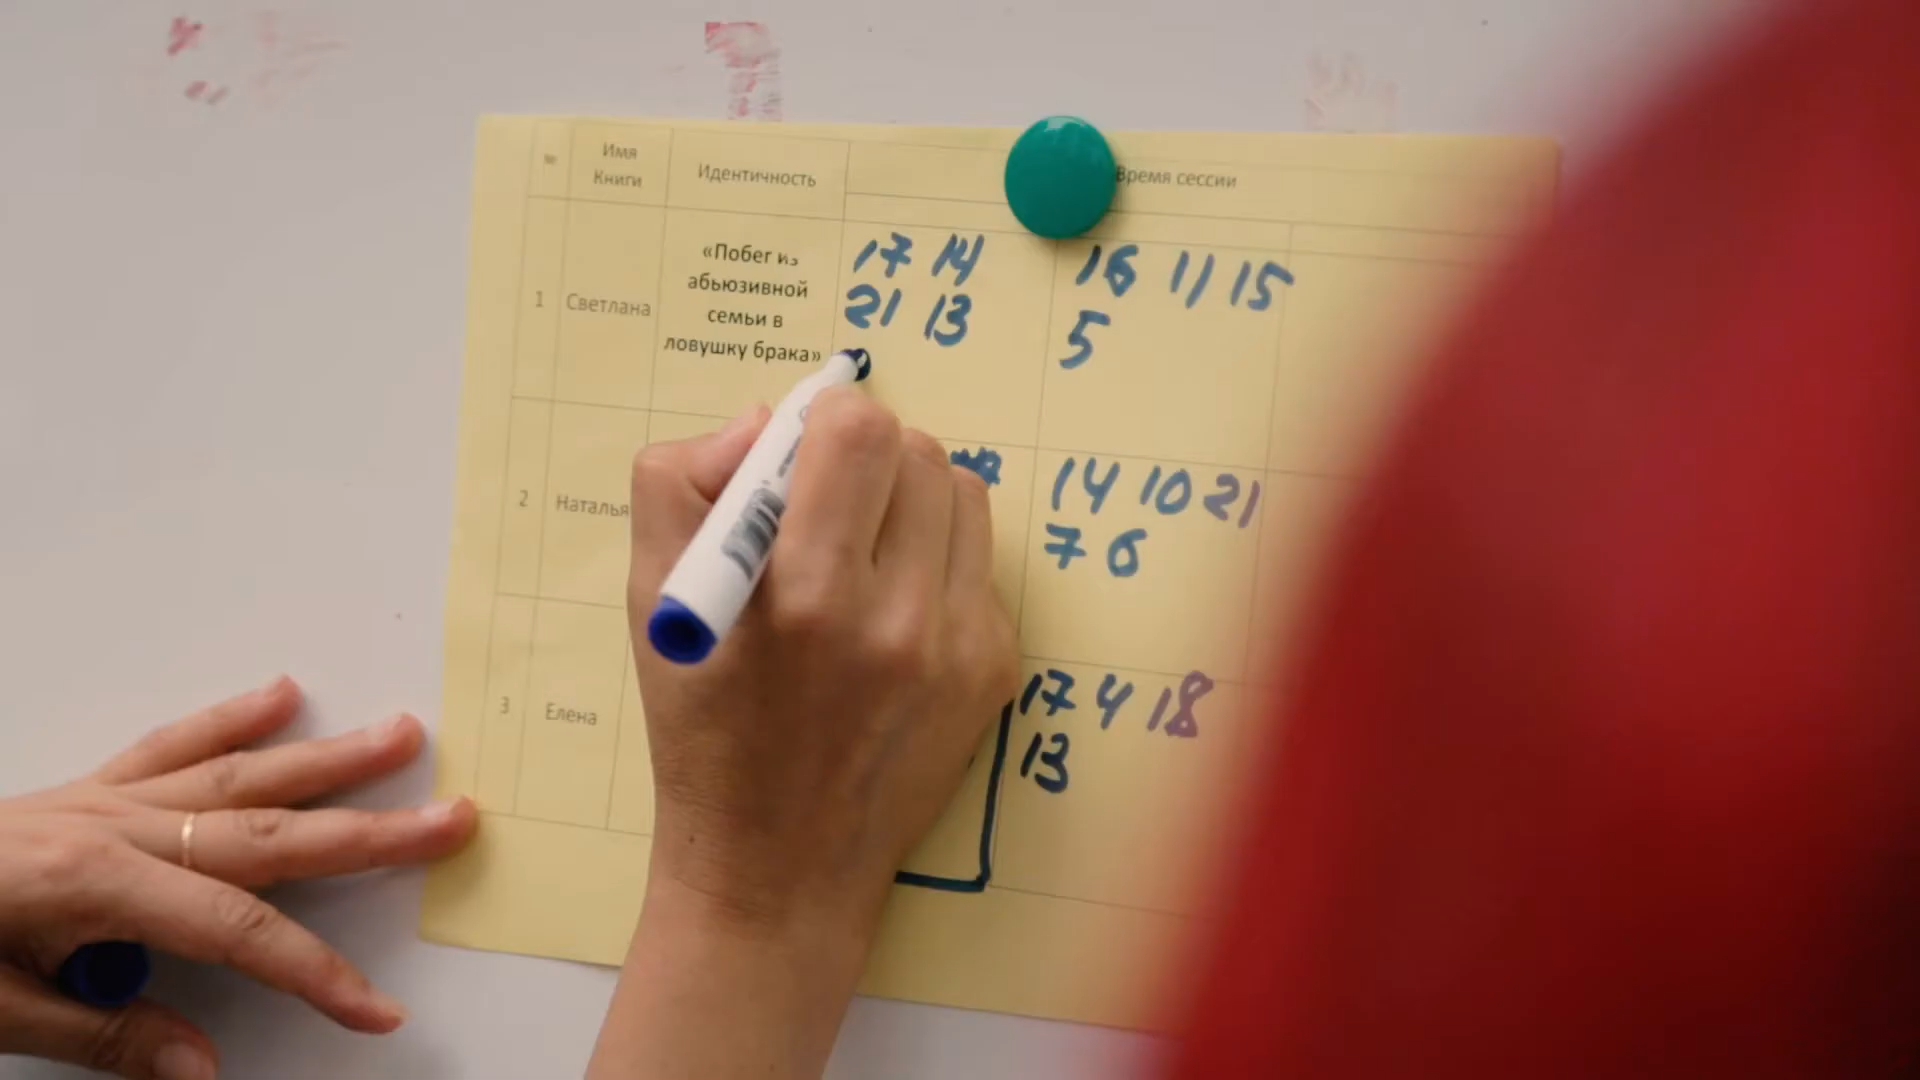 №
Имя
Книги
Идентичность
Время сессии
1
Светлана
«Побег из
абьюзивной
семьи в
ловушку брака»
17 14
21 13
16 11 15
5
2
Наталья
14 10 21
7 6
3
Елена
17 4 18
13